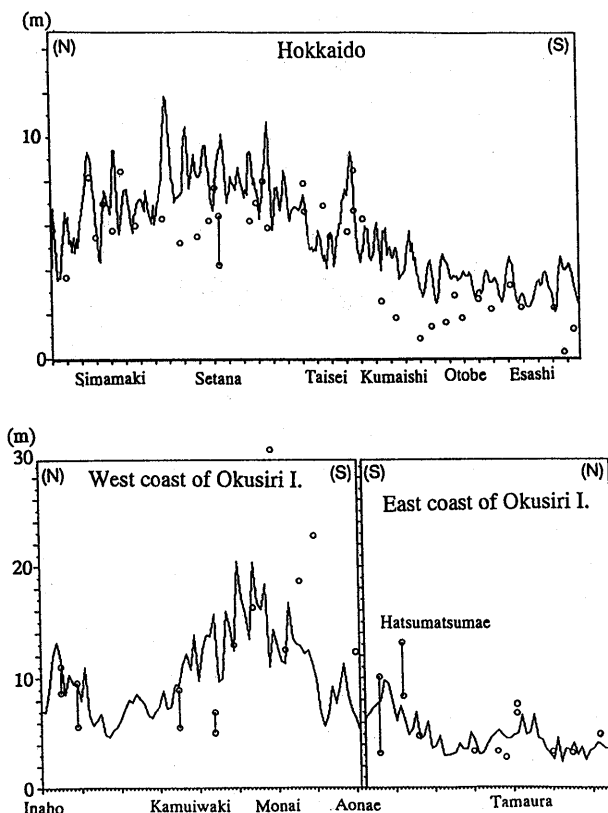 (m)
(N) Hokkaido (S)
10
0
Simamaki Setana Taisei Kumaishi Otobe Esashi
(m)
30
(N) West coast of Okusiri I. (S) (S) East coast of Okusiri I. (N)
20
Hatsumatsumae
10
0
Inaho Kamuiwaki Monai Aonae Tamaura